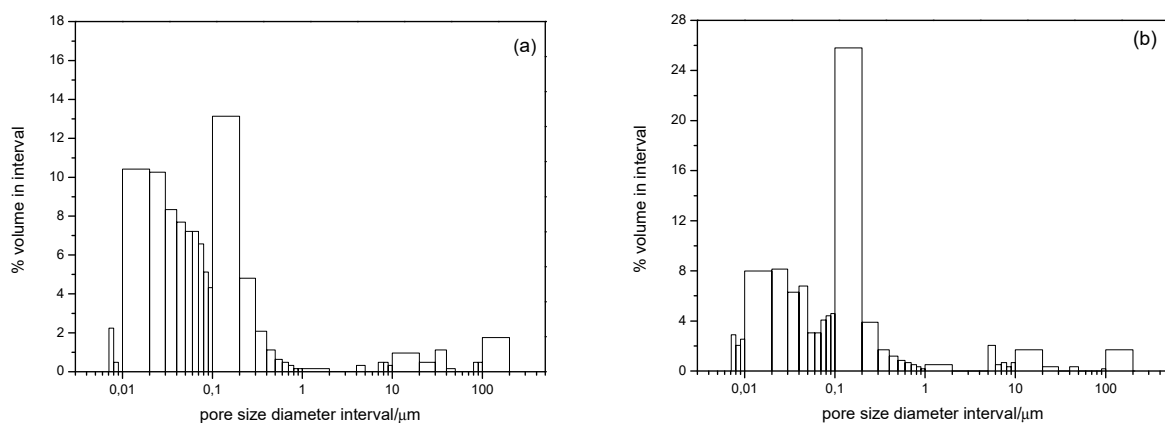 18
16
14
12
10
8
6
4
2
0
% volume in interval
(a)
0,01 0,1 1 10 100
pore size diameter interval/μm
28
24
20
16
12
8
4
0
% volume in interval
(b)
0,01 0,1 1 10 100
pore size diameter interval/μm